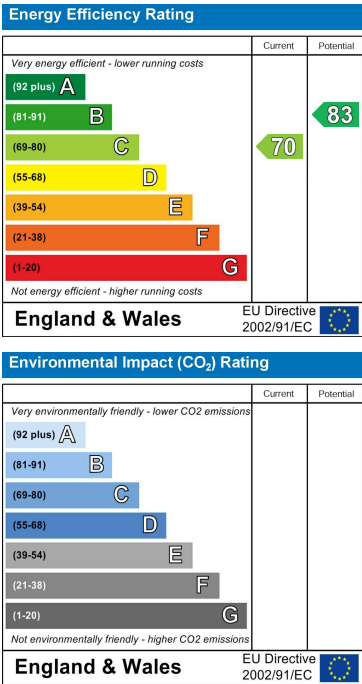 Energy Efficiency Rating
Current Potential
Very energy efficient - lower running costs
(92 plus) A
(81-91) B
83
(69-80) C
70
(55-68) D
(39-54) E
(21-38) F
(1-20) G
Not energy efficient - higher running costs
England & Wales
EU Directive
2002/91/EC
Environmental Impact (CO₂) Rating
Current Potential
Very environmentally friendly - lower CO2 emissions
(92 plus) A
(81-91) B
(69-80) C
(55-68) D
(39-54) E
(21-38) F
(1-20) G
Not environmentally friendly - higher CO2 emissions
England & Wales
EU Directive
2002/91/EC